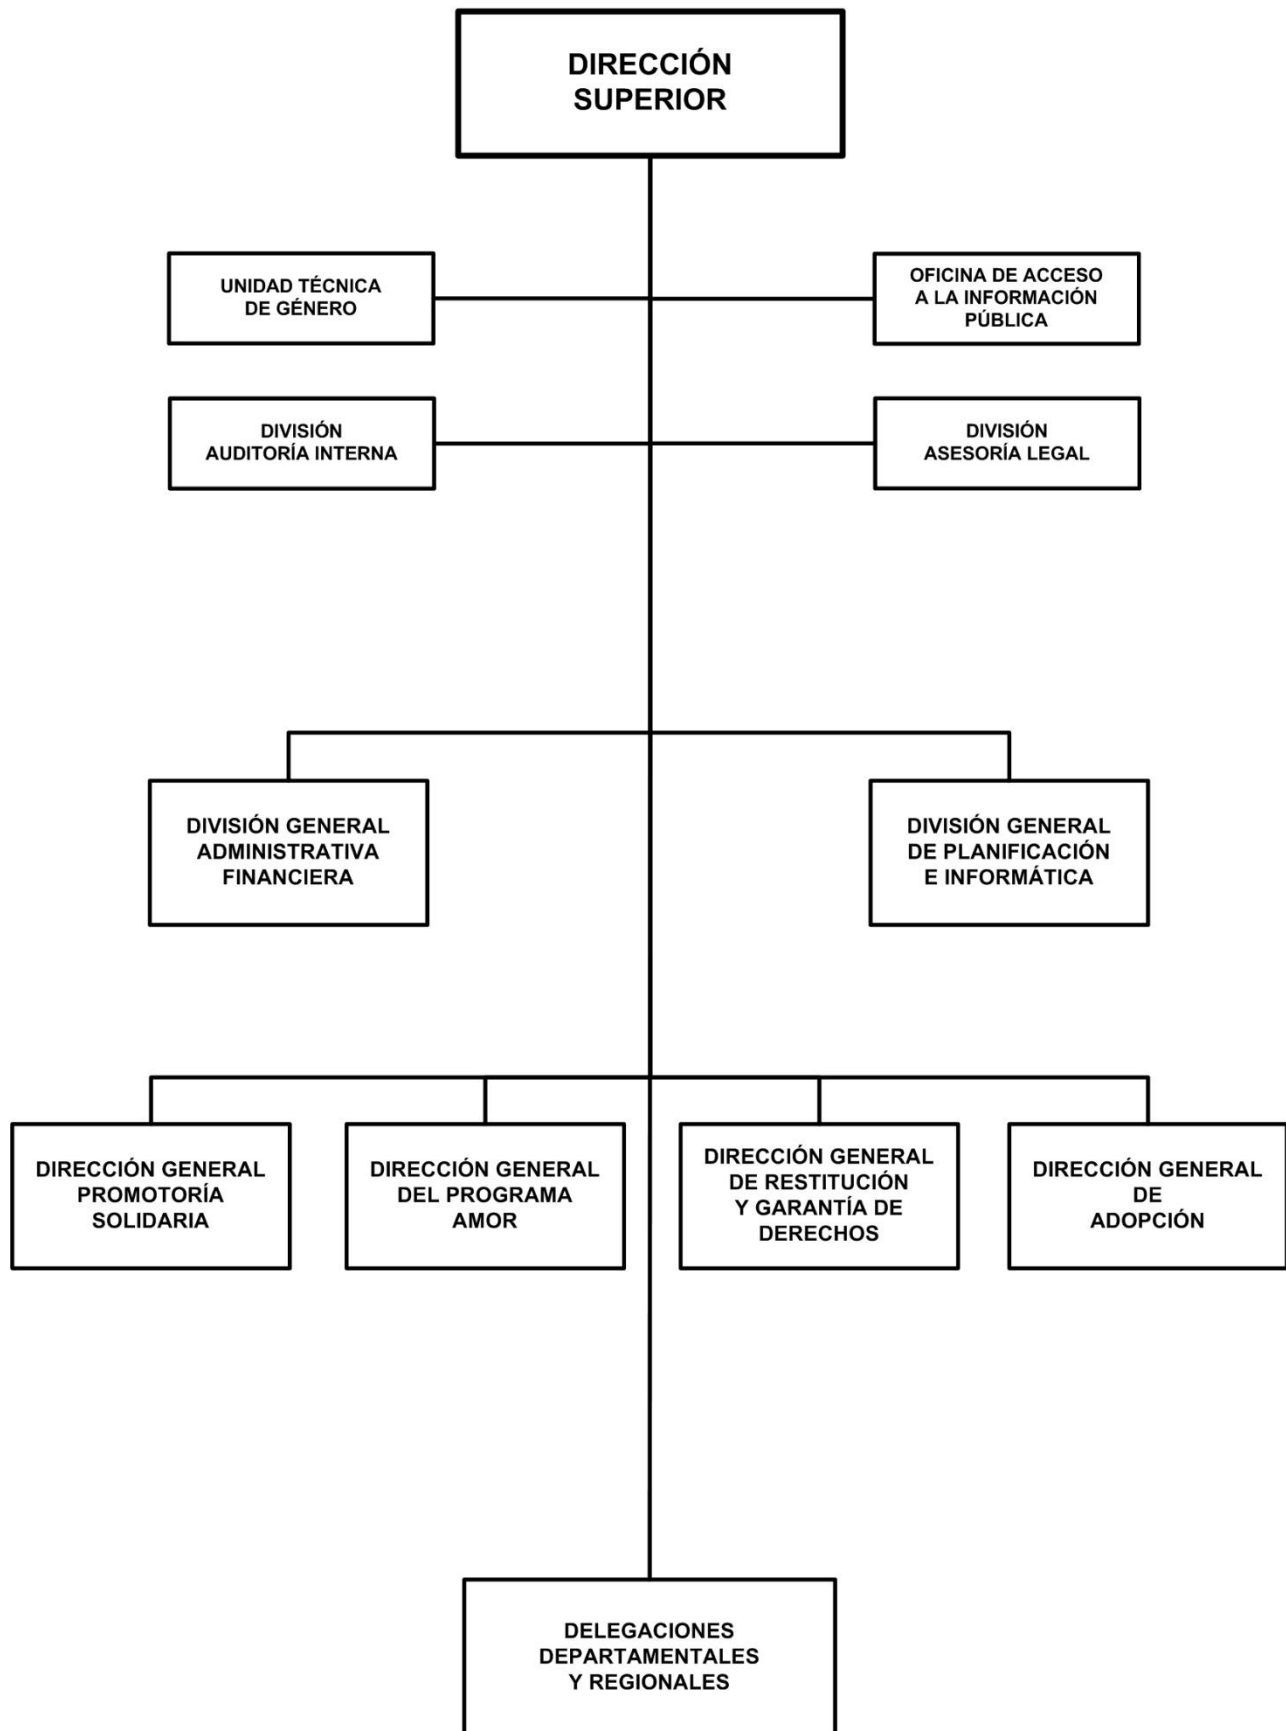 DIRECCIÓN
SUPERIOR
UNIDAD TÉCNICA
DE GÉNERO
OFICINA DE ACCESO
A LA INFORMACIÓN
PÚBLICA
DIVISIÓN
AUDITORÍA INTERNA
DIVISIÓN
ASESORÍA LEGAL
DIVISIÓN GENERAL
ADMINISTRATIVA
FINANCIERA
DIVISIÓN GENERAL
DE PLANIFICACIÓN
E INFORMÁTICA
DIRECCIÓN GENERAL
PROMOTORÍA
SOLIDARIA
DIRECCIÓN GENERAL
DEL PROGRAMA
AMOR
DIRECCIÓN GENERAL
DE RESTITUCIÓN
Y GARANTÍA DE
DERECHOS
DIRECCIÓN GENERAL
DE
ADOPCIÓN
DELEGACIONES
DEPARTAMENTALES
Y REGIONALES